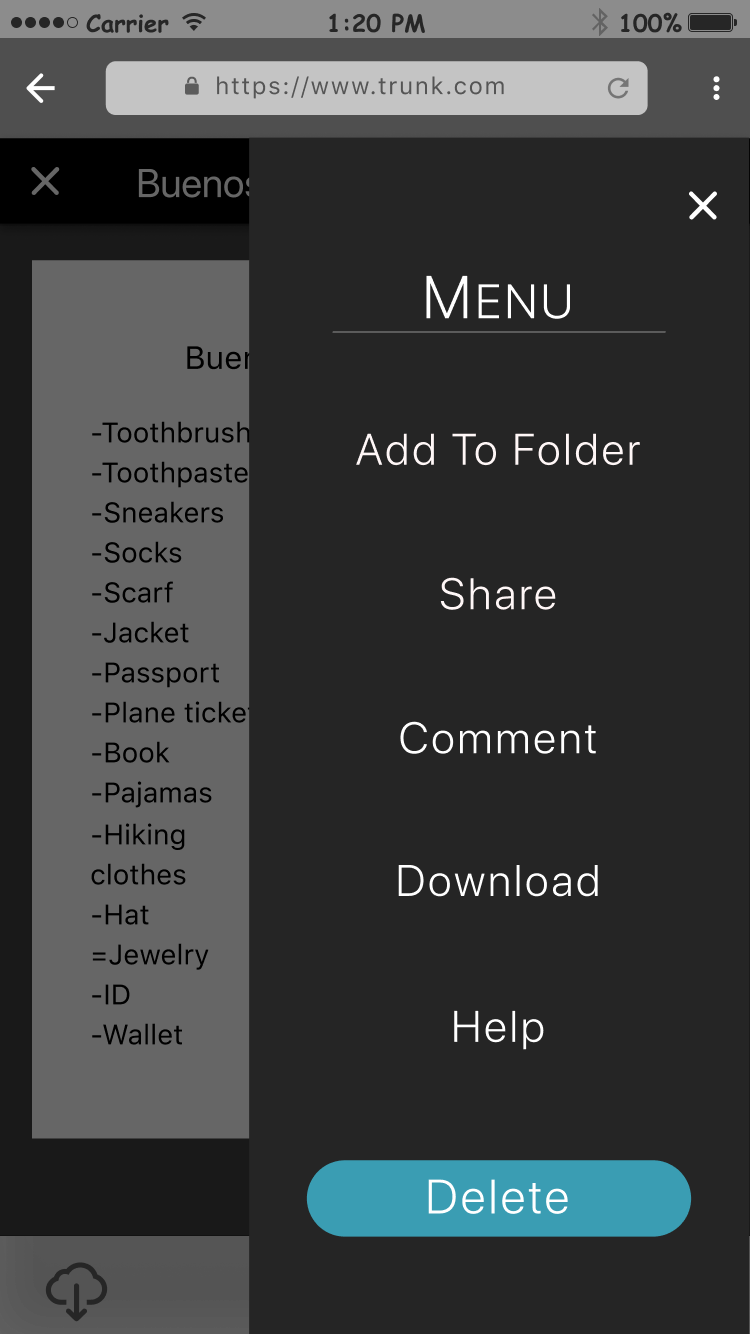 Carrier 1:20 PM 100%
https://www.trunk.com
Buenos
MENU
Add To Folder
Share
Comment
Download
Help
Delete
Buen
-Toothbrush
-Toothpaste
-Sneakers
-Socks
-Scarf
-Jacket
-Passport
-Plane ticket
-Book
-Pajamas
-Hiking
clothes
-Hat
=Jewelry
-ID
-Wallet